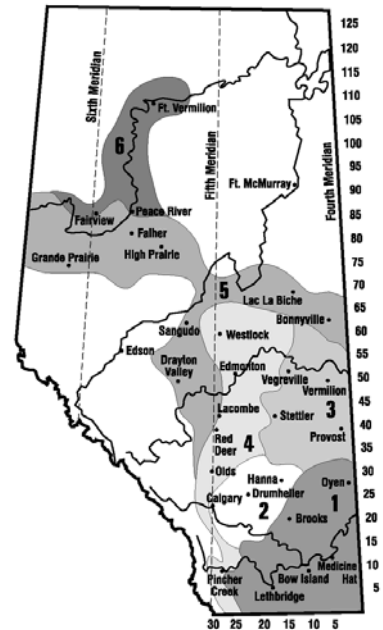 125
120
115
110
105
100
95
90
85
80
75
70
65
60
55
50
45
40
35
30
25
20
15
10
5
Sixth Meridian
Fifth Meridian
Fourth Meridian
Ft. Vermilion
6
Ft. McMurray
Fairview
Peace River
Falher
High Prairie
Grande Prairie
5
Lac La Biche
Bonnyville
Sangudo
Westlock
Edson
Drayton
Valley
Edmonton
Vegreville
Vermilion
3
Lacombe
Stettler
4
Red
Deer
Provost
Olds
Hanna
Oyen
Calgary
Drumheller
1
2
Brooks
Medicine
Hat
Pincher
Creek
Bow Island
Lethbridge
30 25 20 15 10 5